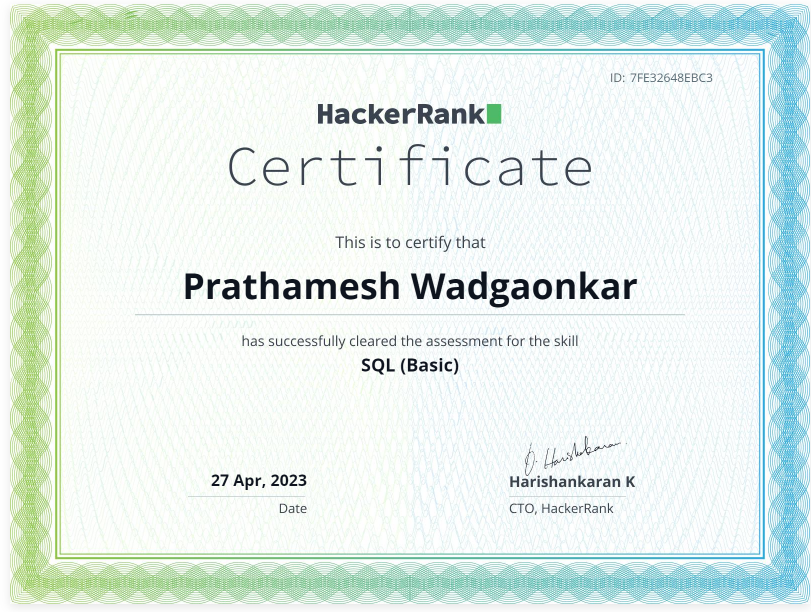 ID: 7FE32648EBC3
HackerRank
Certificate
This is to certify that
Prathamesh Wadgaonkar
has successfully cleared the assessment for the skill
SQL (Basic)
27 Apr, 2023
Date
Harishankaran K
CTO, HackerRank